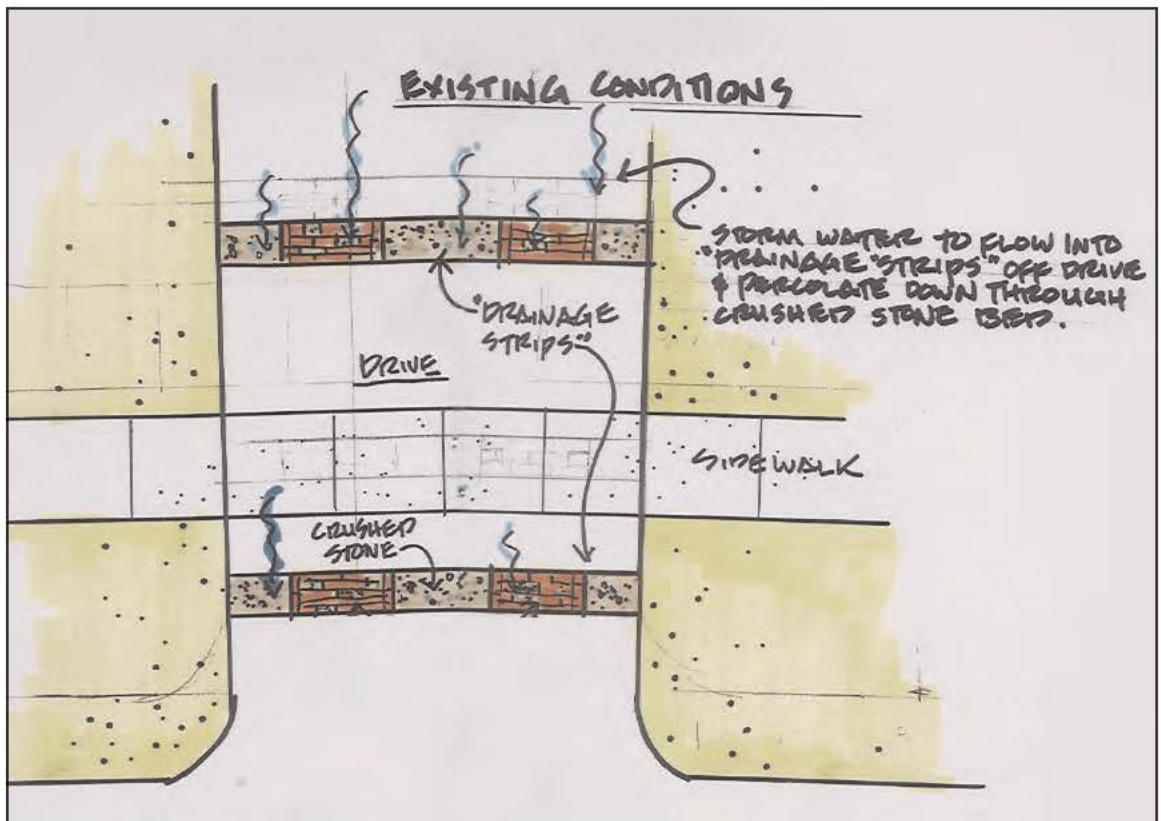 EXISTING CONDITIONS
STORM WATER TO FLOW INTO
"DRAINAGE "STRIPS" OFF DRIVE
& PERCOLATE DOWN THROUGH
CRUSHED STONE BED.
"DRAINAGE
STRIPS"
DRIVE
SIDEWALK
CRUSHED
STONE